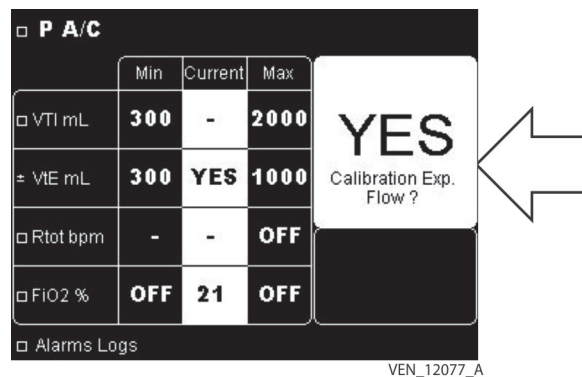 P A/C
Min Current Max
VTI mL 300 - 2000
± VtE mL 300 YES 1000
Rtot bpm - - OFF
FiO2 % OFF 21 OFF
YES
Calibration Exp.
Flow ?
Alarms Logs
VEN_12077_A